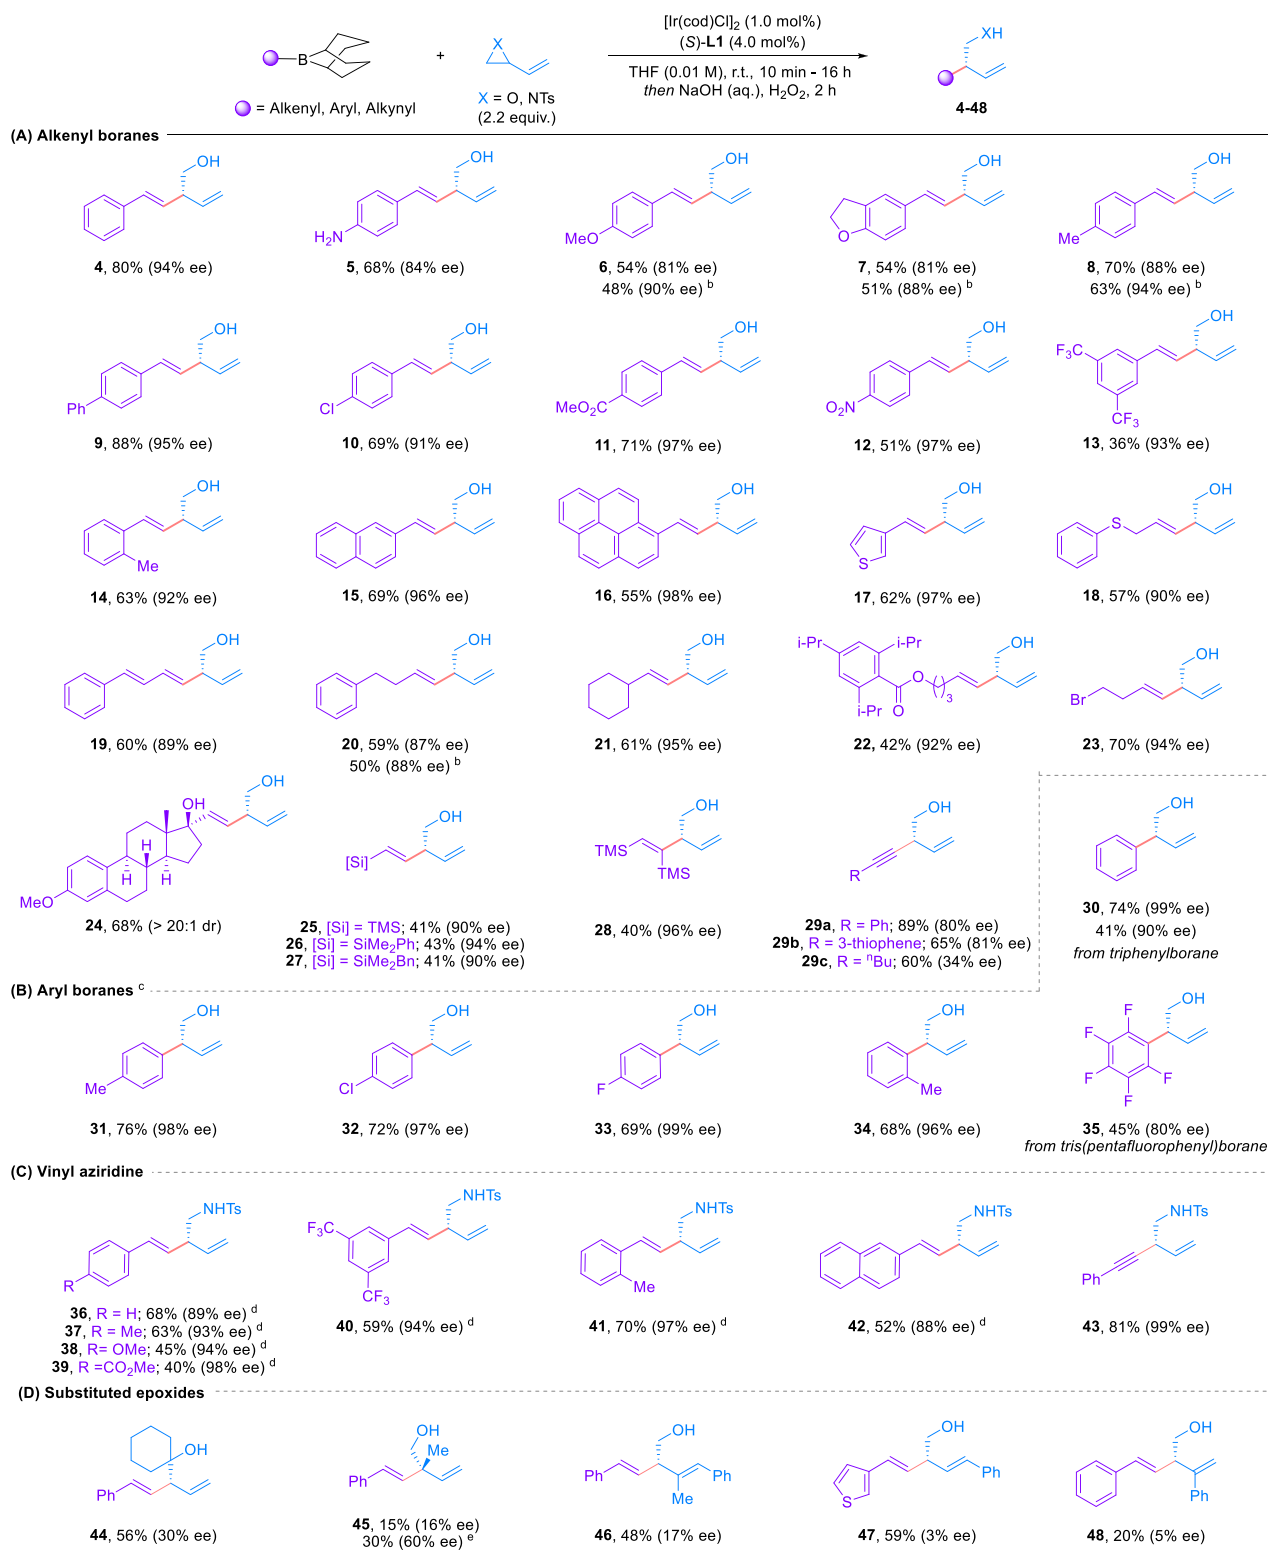 [Ir(cod)Cl]2 (1.0 mol%)
(S)-L1 (4.0 mol%)
THF (0.01 M), r.t., 10 min - 16 h
then NaOH (aq.), H2O2, 2 h
B
+
X
XH
= Alkenyl, Aryl, Alkynyl
X = O, NTs
(2.2 equiv.)
4-48
(A) Alkenyl boranes
OH
OH
OH
OH
OH
H2N
MeO
O
Me
4, 80% (94% ee)
5, 68% (84% ee)
6, 54% (81% ee)
48% (90% ee) b
7, 54% (81% ee)
51% (88% ee) b
8, 70% (88% ee)
63% (94% ee) b
OH
OH
OH
OH
OH
Ph
Cl
MeO2C
O2N
F3C
CF3
9, 88% (95% ee)
10, 69% (91% ee)
11, 71% (97% ee)
12, 51% (97% ee)
13, 36% (93% ee)
OH
OH
OH
OH
OH
Me
S
S
14, 63% (92% ee)
15, 69% (96% ee)
16, 55% (98% ee)
17, 62% (97% ee)
18, 57% (90% ee)
OH
OH
OH
i-Pr
i-Pr
i-Pr
O
O
( )3
OH
Br
OH
19, 60% (89% ee)
20, 59% (87% ee)
50% (88% ee) b
21, 61% (95% ee)
22, 42% (92% ee)
23, 70% (94% ee)
OH
OH
H
H
H
MeO
[Si]
OH
TMS
TMS
OH
R
OH
OH
24, 68% (> 20:1 dr)
25, [Si] = TMS; 41% (90% ee)
26, [Si] = SiMe2Ph; 43% (94% ee)
27, [Si] = SiMe2Bn; 41% (90% ee)
28, 40% (96% ee)
29a, R = Ph; 89% (80% ee)
29b, R = 3-thiophene; 65% (81% ee)
29c, R = nBu; 60% (34% ee)
30, 74% (99% ee)
41% (90% ee)
from triphenylborane
(B) Aryl boranes c
OH
OH
OH
OH
OH
Me
Cl
F
Me
F
F
F
F
F
31, 76% (98% ee)
32, 72% (97% ee)
33, 69% (99% ee)
34, 68% (96% ee)
35, 45% (80% ee)
from tris(pentafluorophenyl)borane
(C) Vinyl aziridine
NHTs
NHTs
NHTs
NHTs
NHTs
R
F3C
CF3
Me
Ph
36, R = H; 68% (89% ee) d
37, R = Me; 63% (93% ee) d
38, R= OMe; 45% (94% ee) d
39, R =CO2Me; 40% (98% ee) d
40, 59% (94% ee) d
41, 70% (97% ee) d
42, 52% (88% ee) d
43, 81% (99% ee)
(D) Substituted epoxides
OH
Ph
OH
Me
Ph
OH
Ph
Ph
Me
OH
Ph
S
OH
Ph
44, 56% (30% ee)
45, 15% (16% ee)
30% (60% ee) e
46, 48% (17% ee)
47, 59% (3% ee)
48, 20% (5% ee)